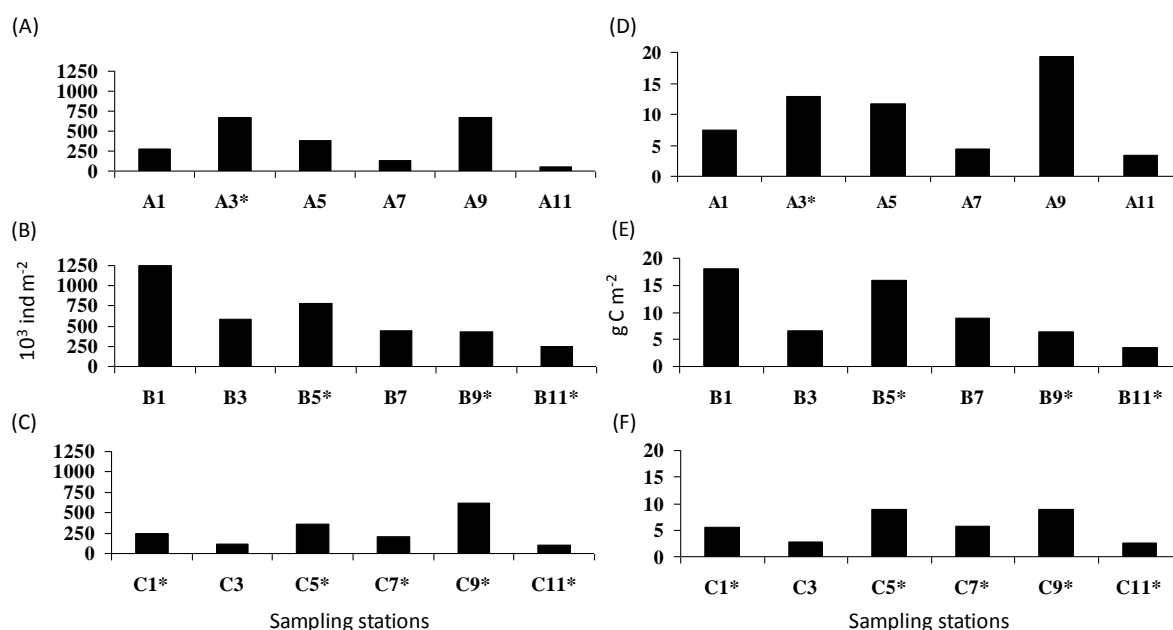 (A)
1250
1000
750
500
250
0
A1 A3* A5 A7 A9 A11
(B)
10³ ind m⁻²
1250
1000
750
500
250
0
B1 B3 B5* B7 B9* B11*
(C)
1250
1000
750
500
250
0
C1* C3 C5* C7* C9* C11*
Sampling stations
(D)
20
15
10
5
0
A1 A3* A5 A7 A9 A11
(E)
g C m⁻²
20
15
10
5
0
B1 B3 B5* B7 B9* B11*
(F)
20
15
10
5
0
C1* C3 C5* C7* C9* C11*
Sampling stations